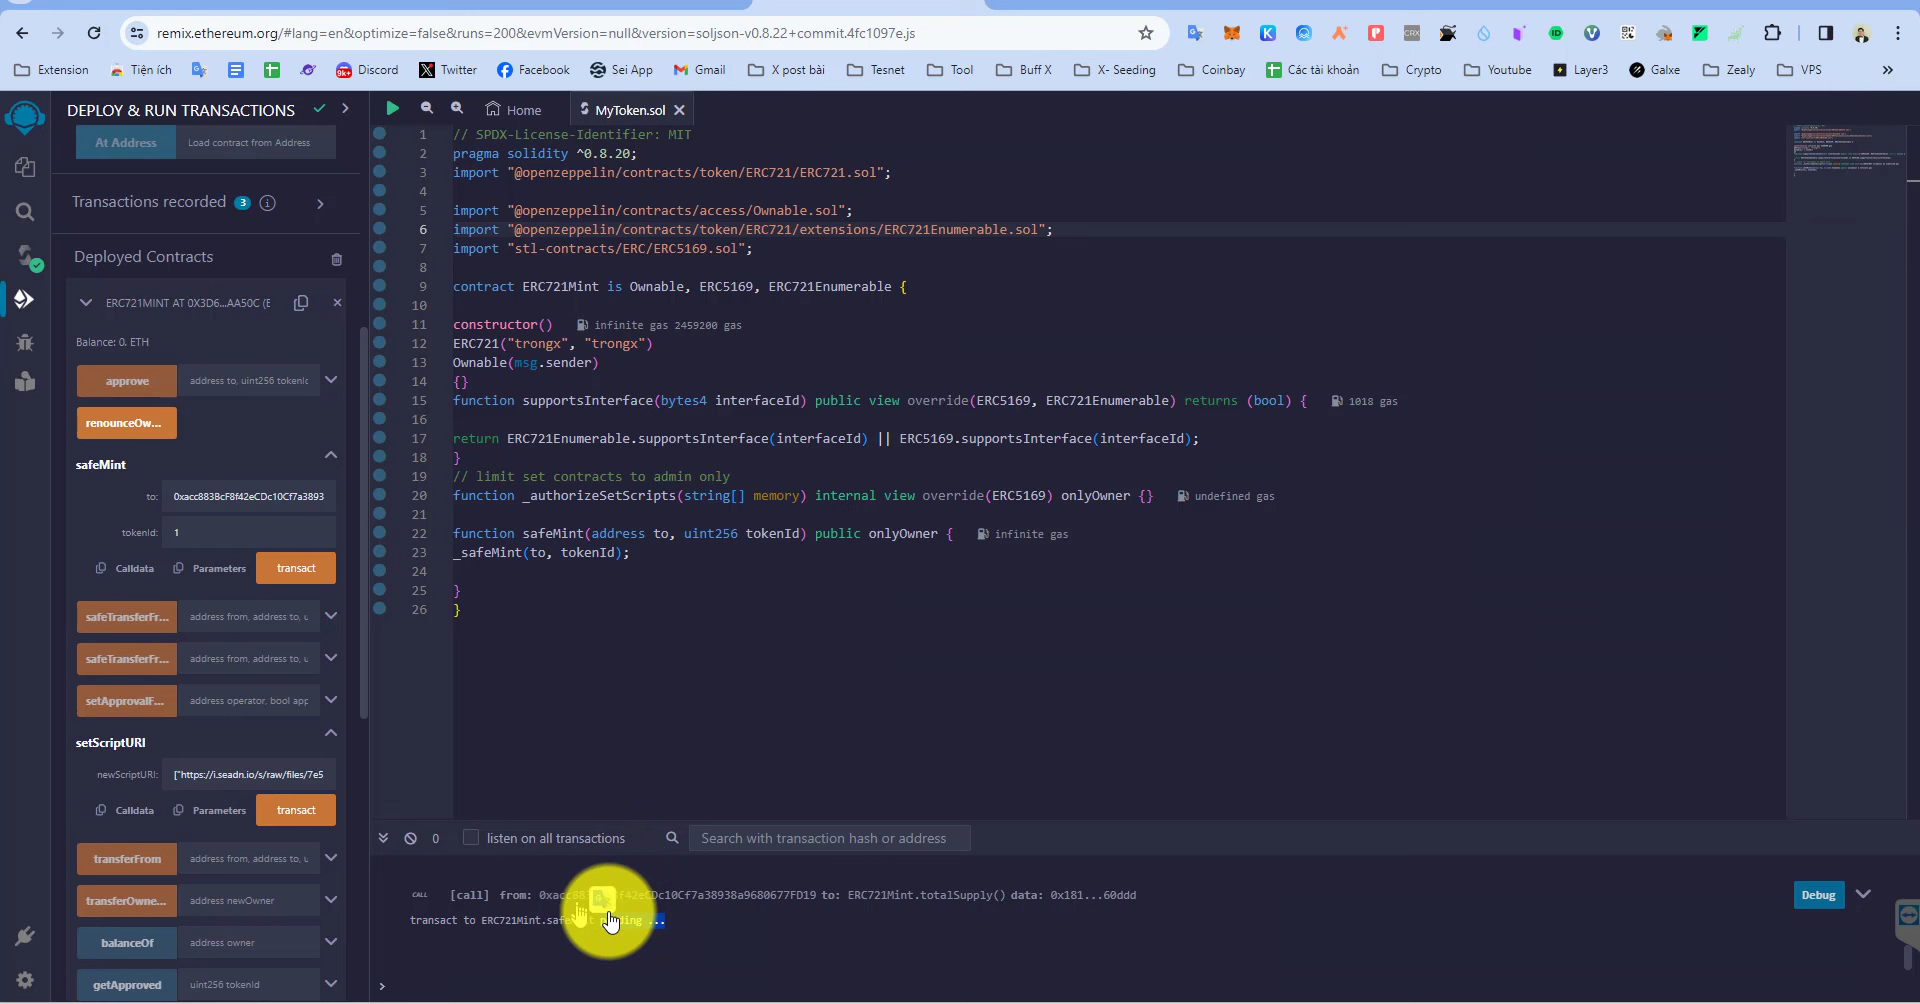 remix.ethereum.org/#lang=en&optimize=false&runs=200&evmVersion=null&version=soljson-v0.8.22+commit.4fc1097e.js
Extension
Tiện ích
9k+ Discord
Twitter
Facebook
Sei App
Gmail
X post bài
Tesnet
Tool
Buff X
X- Seeding
Coinbay
Các tài khoản
Crypto
Youtube
Layer3
Galxe
Zealy
VPS
»
DEPLOY & RUN TRANSACTIONS
At Address
Load contract from Address
Transactions recorded 3
Deployed Contracts
ERC721MINT AT 0X3D6...AA50C (E
Balance: 0. ETH
approve
address to, uint256 tokenId
renounceOw...
safeMint
to:
0xacc883BcF8f42eCDc10Cf7a3893
tokenId:
1
Calldata
Parameters
transact
safeTransferFr...
address from, address to, u
safeTransferFr...
address from, address to, u
setApprovalF...
address operator, bool app
setScriptURI
newScriptURI:
["https://i.seadn.io/s/raw/files/7e5
Calldata
Parameters
transact
transferFrom
address from, address to, u
transferOwne...
address newOwner
balanceOf
address owner
getApproved
uint256 tokenId
Home
MyToken.sol
1 // SPDX-License-Identifier: MIT
2 pragma solidity ^0.8.20;
3 import "@openzeppelin/contracts/token/ERC721/ERC721.sol";
4
5 import "@openzeppelin/contracts/access/Ownable.sol";
6 import "@openzeppelin/contracts/token/ERC721/extensions/ERC721Enumerable.sol";
7 import "stl-contracts/ERC/ERC5169.sol";
8
9 contract ERC721Mint is Ownable, ERC5169, ERC721Enumerable {
10
11 constructor() infinite gas 2459200 gas
12 ERC721("trongx", "trongx")
13 Ownable(msg.sender)
14 {}
15 function supportsInterface(bytes4 interfaceId) public view override(ERC5169, ERC721Enumerable) returns (bool) { 1018 gas
16
17 return ERC721Enumerable.supportsInterface(interfaceId) || ERC5169.supportsInterface(interfaceId);
18 }
19 // limit set contracts to admin only
20 function _authorizeSetScripts(string[] memory) internal view override(ERC5169) onlyOwner {} undefined gas
21
22 function safeMint(address to, uint256 tokenId) public onlyOwner { infinite gas
23 _safeMint(to, tokenId);
24
25 }
26 }
0
listen on all transactions
Search with transaction hash or address
CALL [call] from: 0xacc883 f42eCDc10Cf7a38938a9680677FD19 to: ERC721Mint.totalSupply() data: 0x181...60ddd
Debug
transact to ERC721Mint.safe ...
>